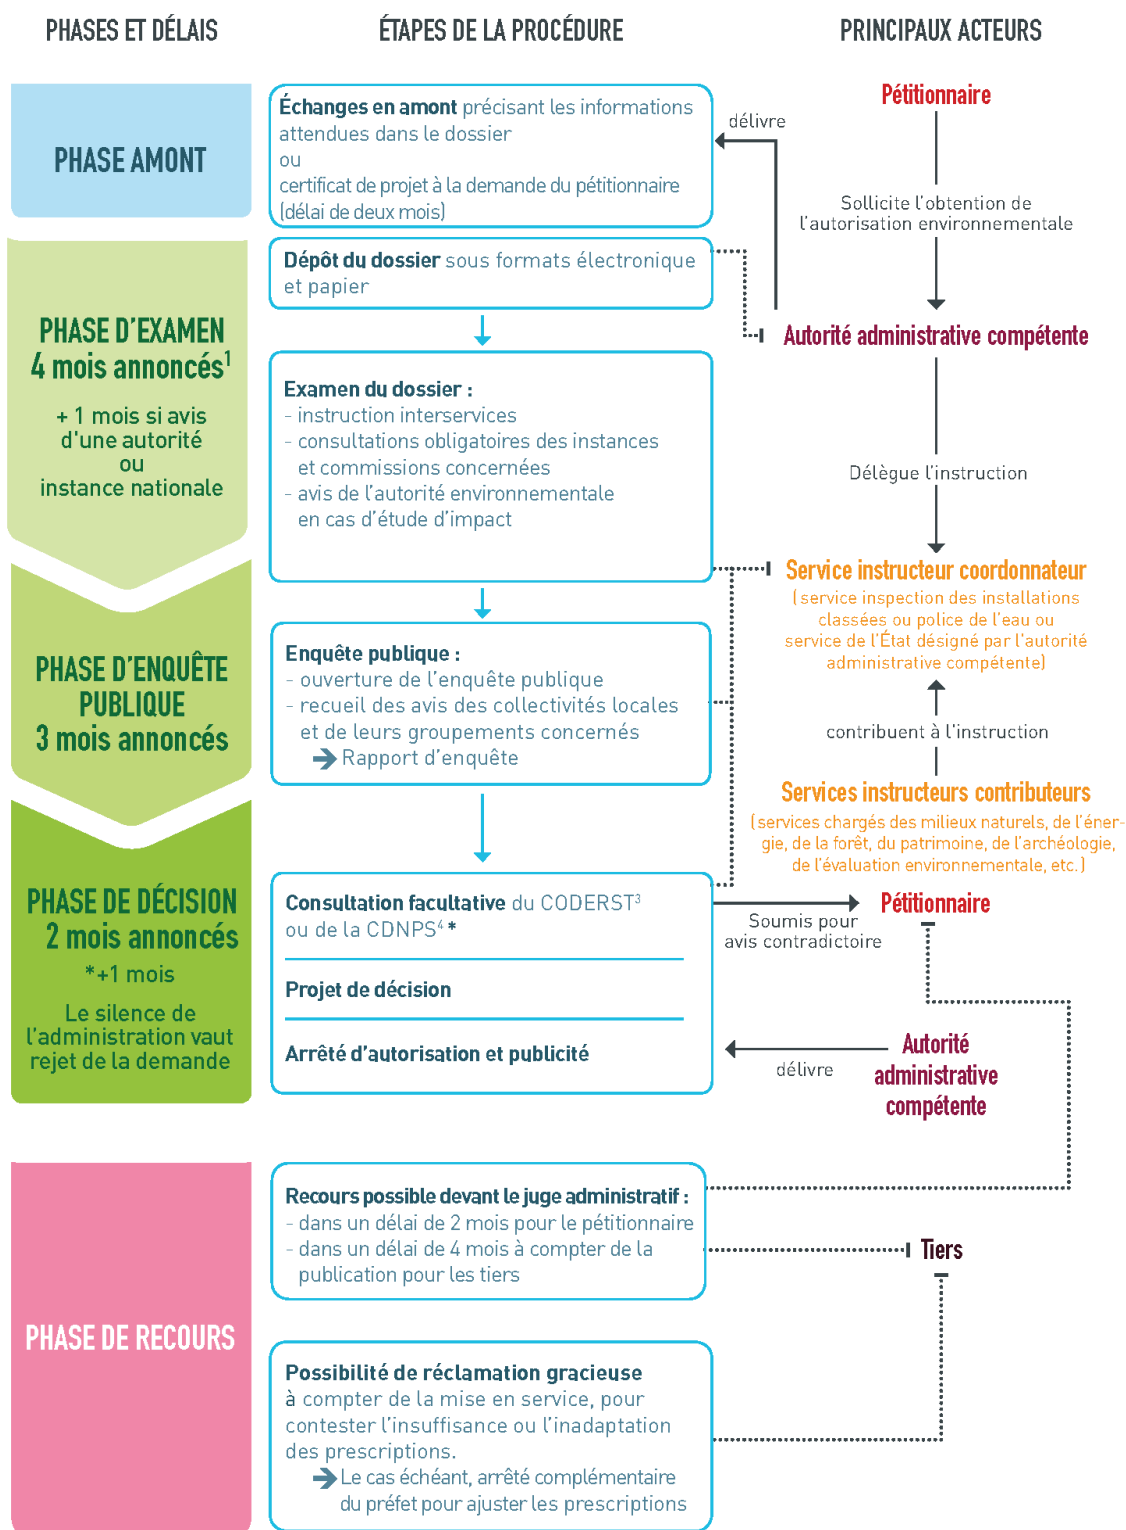 PHASES ET DÉLAIS
ÉTAPES DE LA PROCÉDURE
PRINCIPAUX ACTEURS
PHASE AMONT
Échanges en amont précisant les informations
attendues dans le dossier
ou
certificat de projet à la demande du pétitionnaire
(délai de deux mois)
délivre
Pétitionnaire
Sollicite l'obtention de
l'autorisation environnementale
PHASE D'EXAMEN
4 mois annoncés¹
+ 1 mois si avis
d'une autorité
ou
instance nationale
Dépôt du dossier sous formats électronique
et papier
Autorité administrative compétente
Examen du dossier :
- instruction interservices
- consultations obligatoires des instances
et commissions concernées
- avis de l'autorité environnementale
en cas d'étude d'impact
Délègue l'instruction
Service instructeur coordonnateur
(service inspection des installations
classées ou police de l'eau ou
service de l'État désigné par l'autorité
administrative compétente)
PHASE D'ENQUÊTE
PUBLIQUE
3 mois annoncés
Enquête publique :
- ouverture de l'enquête publique
- recueil des avis des collectivités locales
et de leurs groupements concernés
➔ Rapport d'enquête
contribuent à l'instruction
Services instructeurs contributeurs
(services chargés des milieux naturels, de l'éner-
gie, de la forêt, du patrimoine, de l'archéologie,
de l'évaluation environnementale, etc.)
PHASE DE DÉCISION
2 mois annoncés
*+1 mois
Le silence de
l'administration vaut
rejet de la demande
Consultation facultative du CODERST³
ou de la CDNPS⁴ *
Projet de décision
Arrêté d'autorisation et publicité
Soumis pour
avis contradictoire
Pétitionnaire
délivre
Autorité
administrative
compétente
PHASE DE RECOURS
Recours possible devant le juge administratif :
- dans un délai de 2 mois pour le pétitionnaire
- dans un délai de 4 mois à compter de la
publication pour les tiers
Tiers
Possibilité de réclamation gracieuse
à compter de la mise en service, pour
contester l'insuffisance ou l'inadaptation
des prescriptions.
➔ Le cas échéant, arrêté complémentaire
du préfet pour ajuster les prescriptions